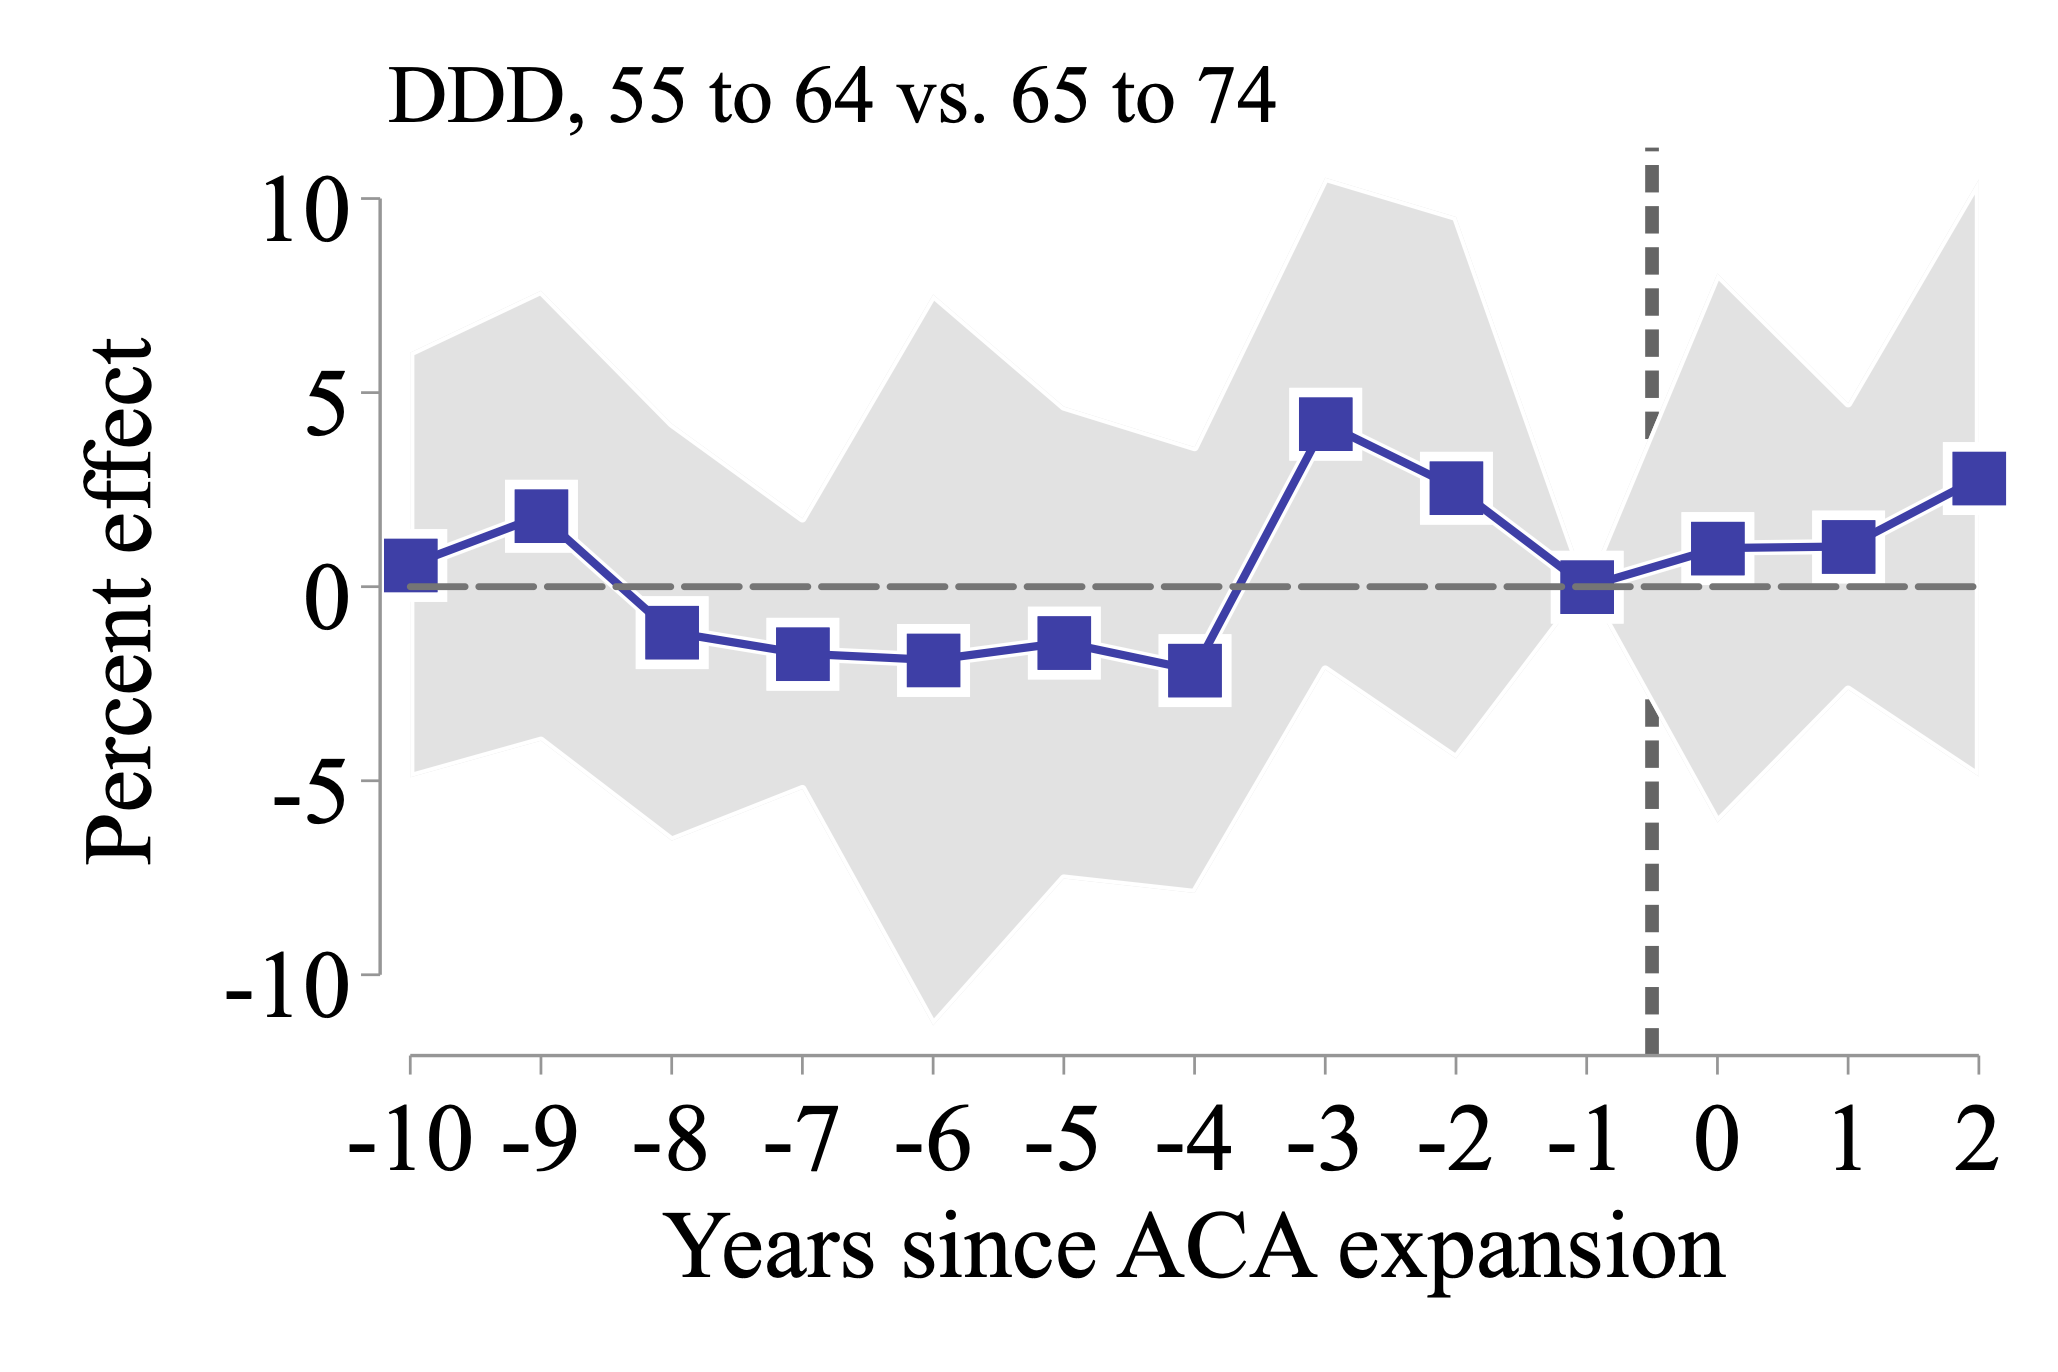 DDD, 55 to 64 vs. 65 to 74
Percent effect
10
5
0
-5
-10
-10 -9 -8 -7 -6 -5 -4 -3 -2 -1 0 1 2
Years since ACA expansion